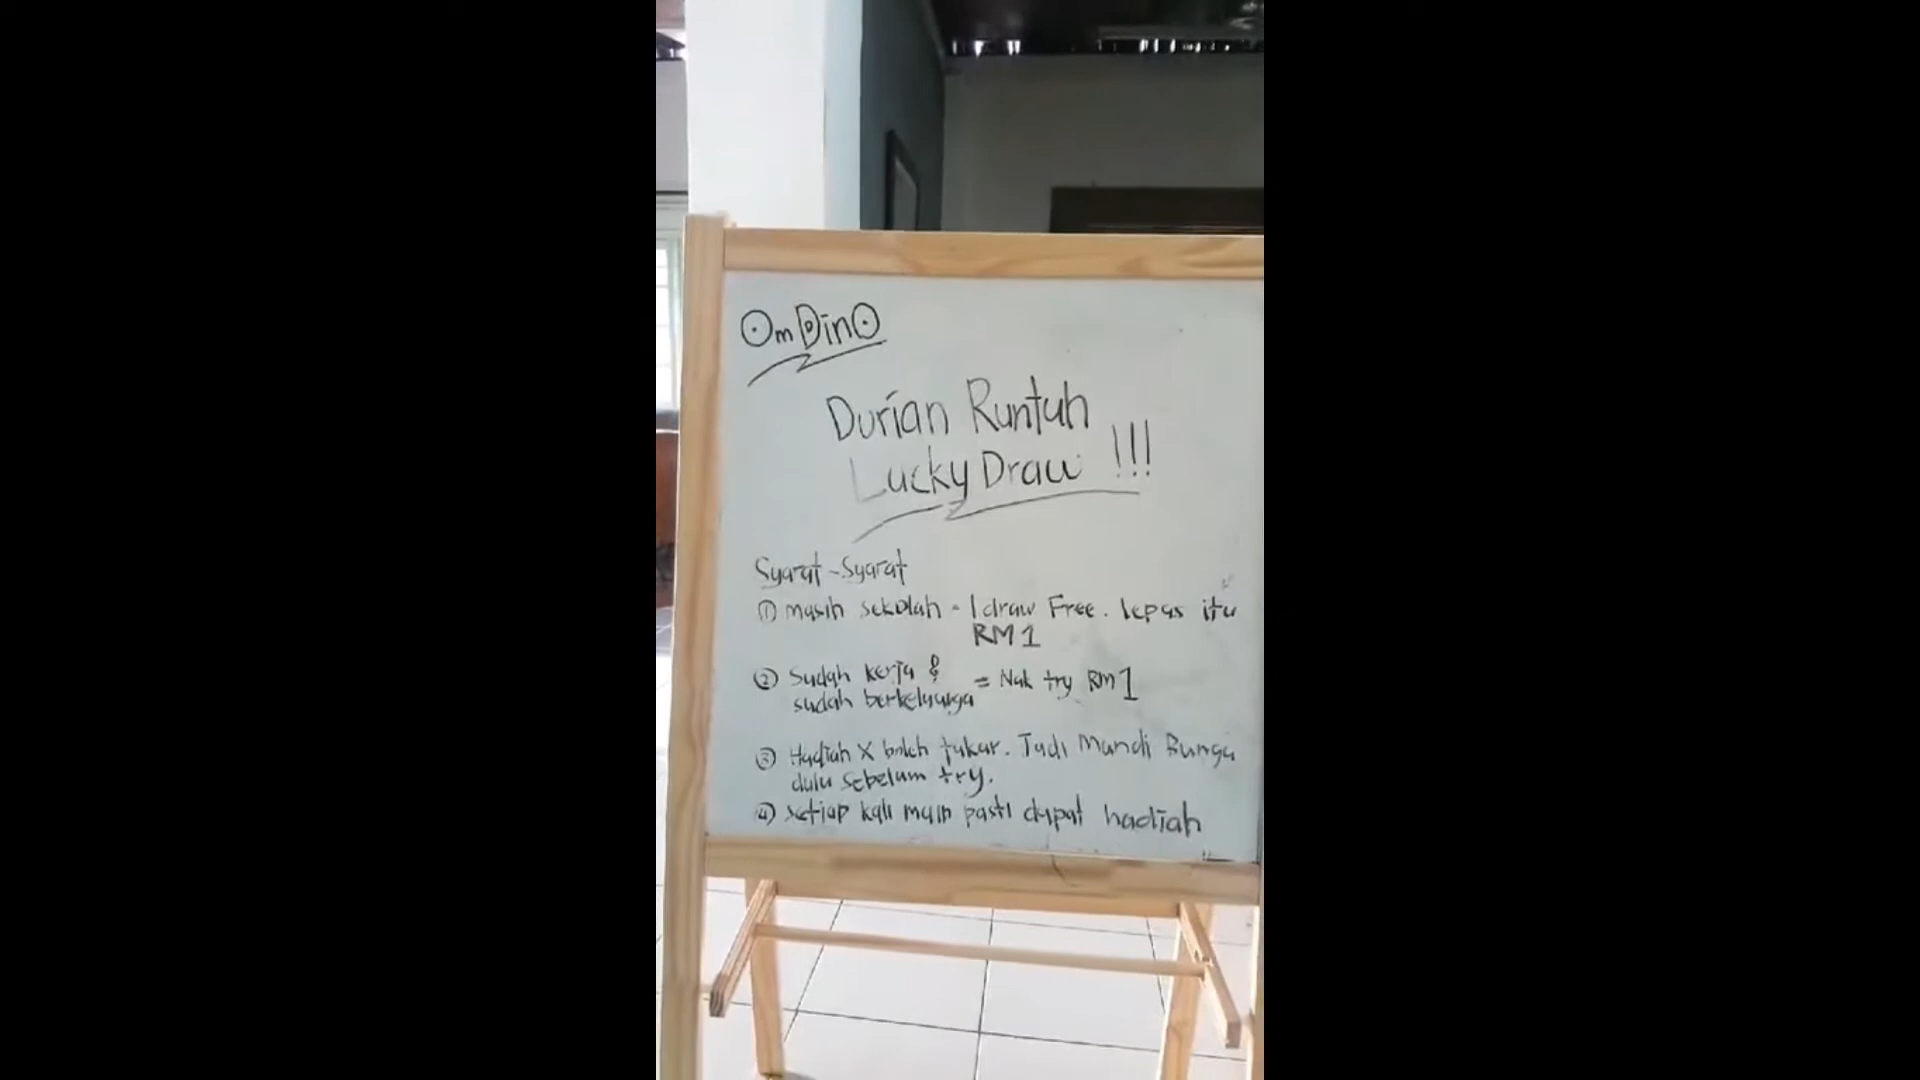 OmDinO
Durian Runtuh
Lucky Draw !!!
Syarat-Syarat
① masih sekolah = 1 draw Free. lepas itu
RM1
② Sudah kerja & = Nak try RM1
sudah berkeluarga
③ Hadiah X boleh tukar. Jadi Mandi Bunga
dulu sebelum try.
④ setiap kali main pasti dapat hadiah